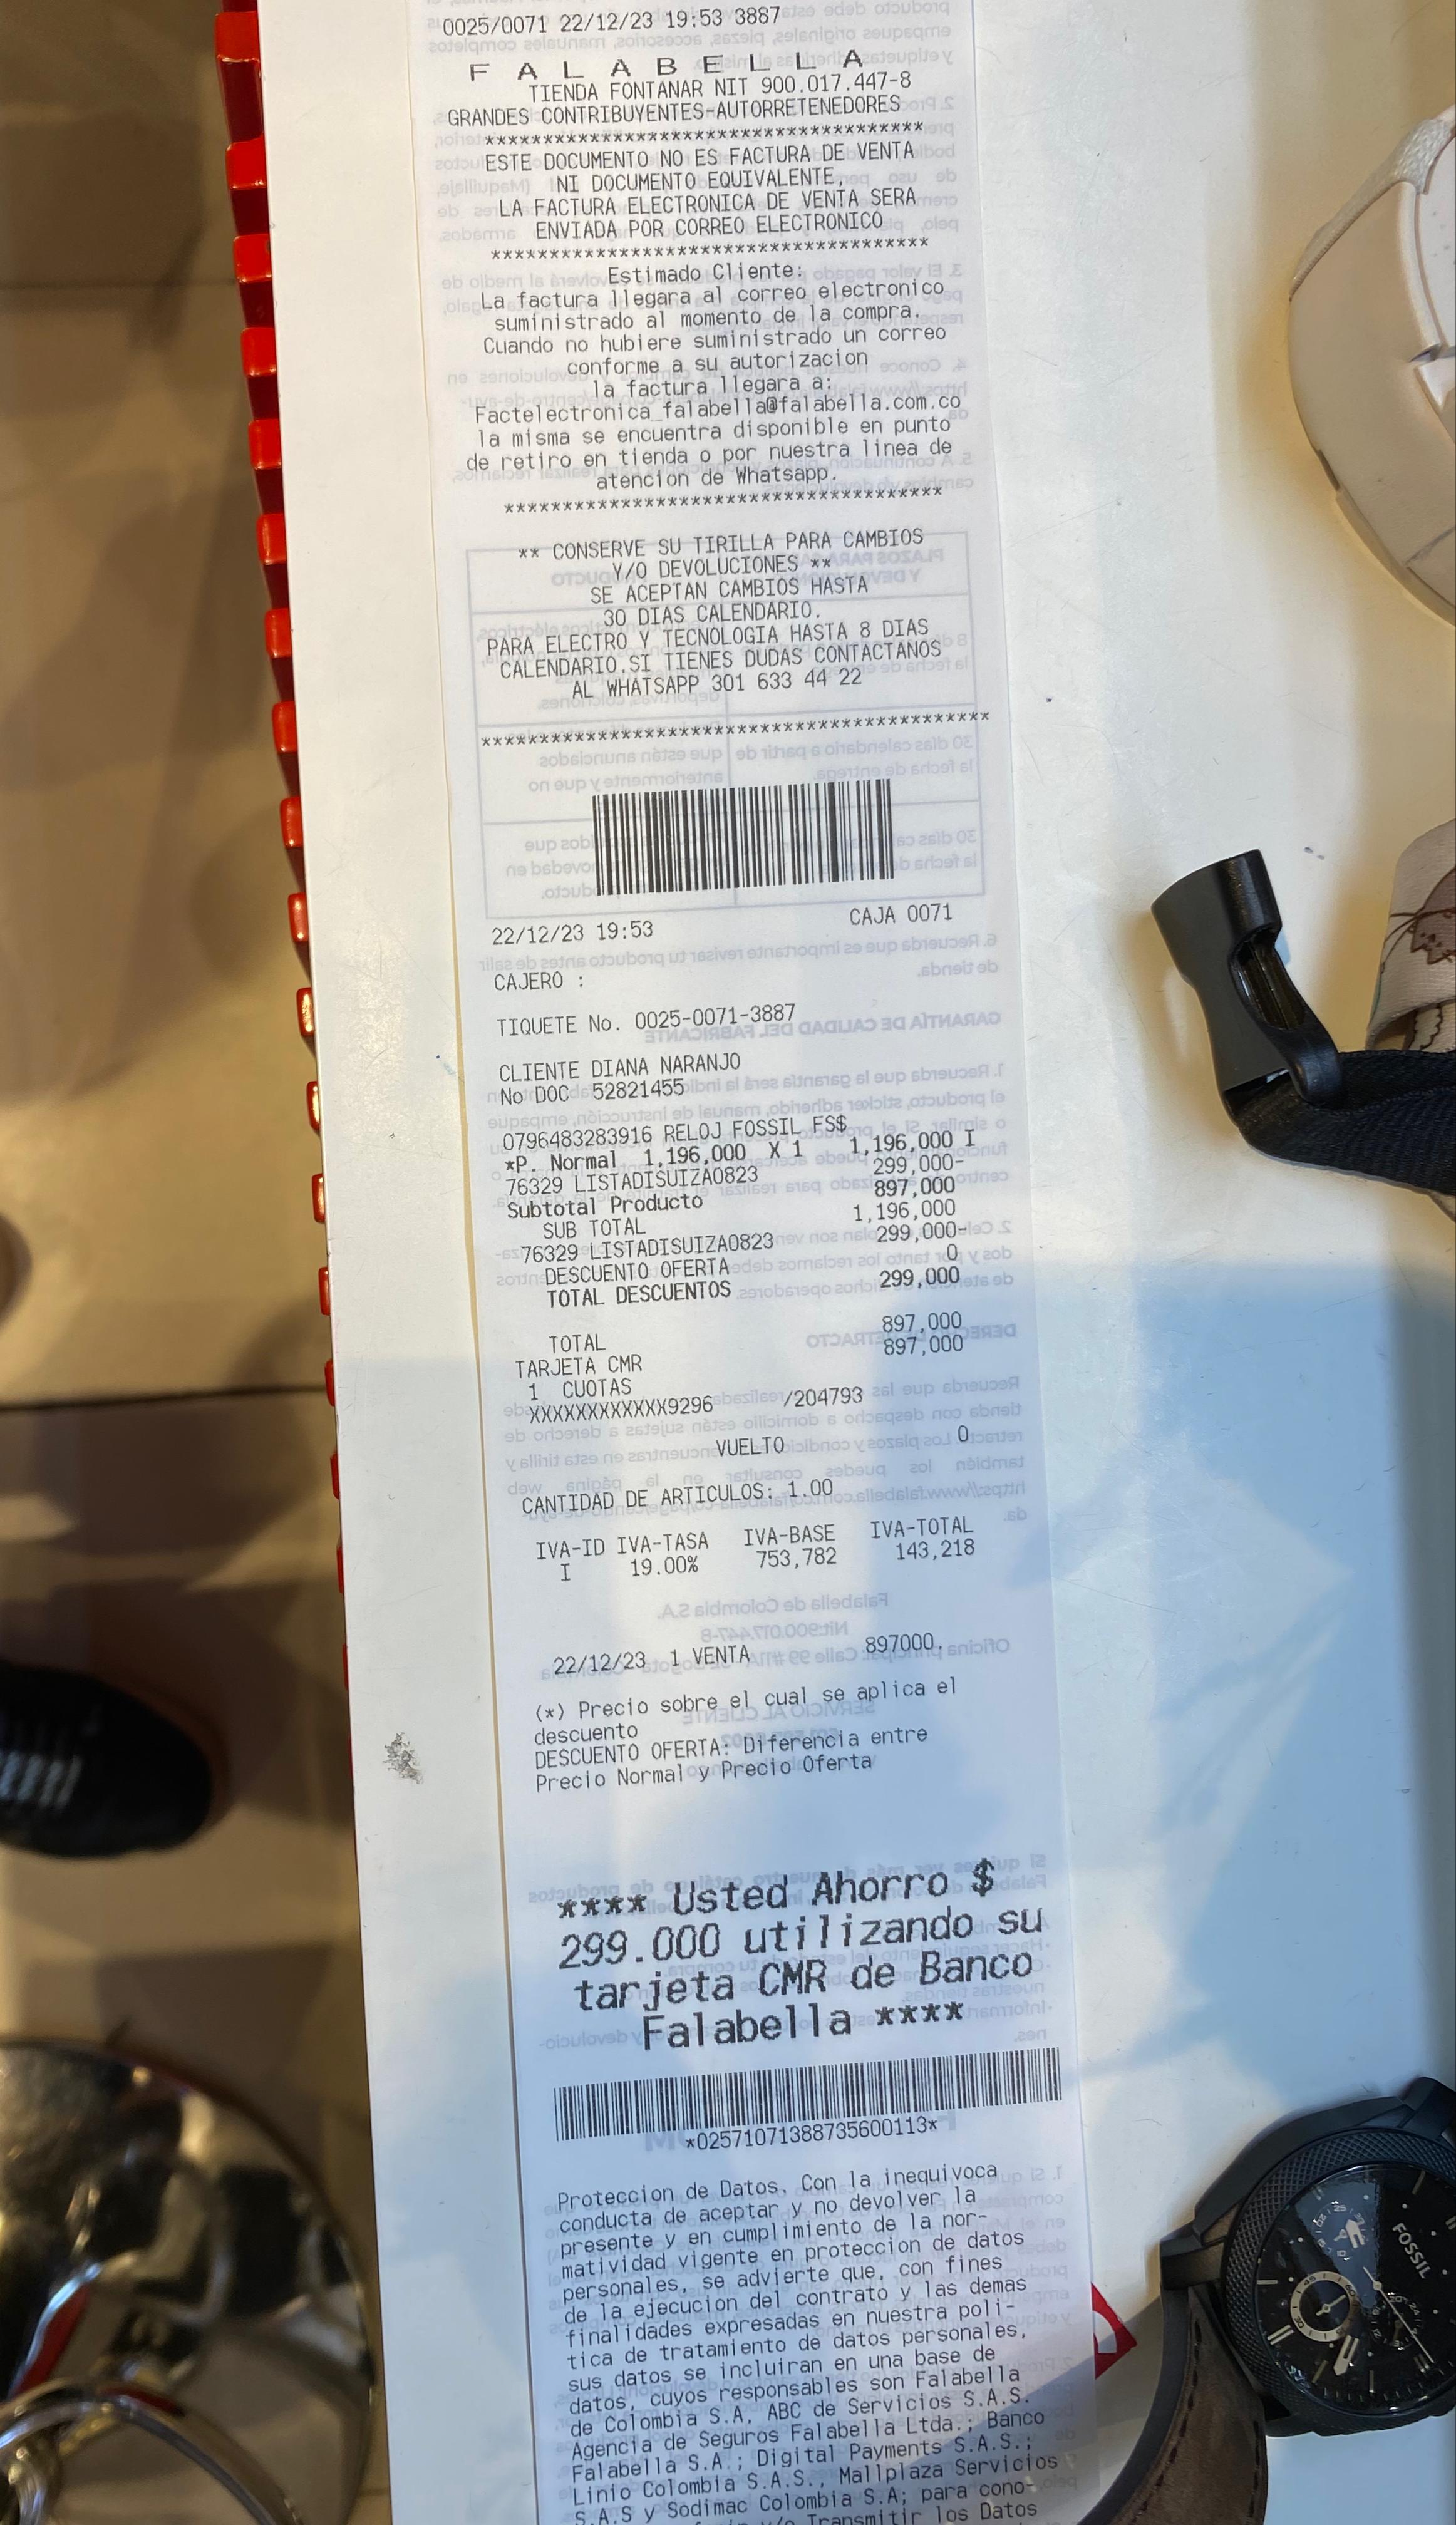 0025/0071 22/12/23 19:53 3887
F A L A B E L L A
TIENDA FONTANAR NIT 900.017.447-8
GRANDES CONTRIBUYENTES-AUTORRETENEDORES
**************************************
ESTE DOCUMENTO NO ES FACTURA DE VENTA
NI DOCUMENTO EQUIVALENTE,
LA FACTURA ELECTRONICA DE VENTA SERA
ENVIADA POR CORREO ELECTRONICO
**************************************
Estimado Cliente:
La factura llegara al correo electronico
suministrado al momento de la compra.
Cuando no hubiere suministrado un correo
conforme a su autorizacion
la factura llegara a:
Factelectronica_falabella@falabella.com.co
la misma se encuentra disponible en punto
de retiro en tienda o por nuestra linea de
atencion de Whatsapp.
**************************************
** CONSERVE SU TIRILLA PARA CAMBIOS
Y/O DEVOLUCIONES **
SE ACEPTAN CAMBIOS HASTA
30 DIAS CALENDARIO.
PARA ELECTRO Y TECNOLOGIA HASTA 8 DIAS
CALENDARIO.SI TIENES DUDAS CONTACTANOS
AL WHATSAPP 301 633 44 22
********************************************
22/12/23 19:53 CAJA 0071
CAJERO :
TIQUETE No. 0025-0071-3887
CLIENTE DIANA NARANJO
No DOC 52821455
0796483283916 RELOJ FOSSIL FS$
*P. Normal 1,196,000 X 1 1,196,000 I
76329 LISTADISUIZA0823 299,000-
Subtotal Producto 897,000
SUB TOTAL 1,196,000
76329 LISTADISUIZA0823 299,000-
DESCUENTO OFERTA 0
TOTAL DESCUENTOS 299,000
TOTAL 897,000
TARJETA CMR 897,000
1 CUOTAS
XXXXXXXXXXXX9296 /204793
VUELTO 0
CANTIDAD DE ARTICULOS: 1.00
IVA-ID IVA-TASA IVA-BASE IVA-TOTAL
I 19.00% 753,782 143,218
22/12/23 1 VENTA 897000.
(*) Precio sobre el cual se aplica el
descuento
DESCUENTO OFERTA: Diferencia entre
Precio Normal y Precio Oferta
**** Usted Ahorro $
299.000 utilizando su
tarjeta CMR de Banco
Falabella ****
*02571071388735600113*
Proteccion de Datos, Con la inequivoca
conducta de aceptar y no devolver la
presente y en cumplimiento de la nor-
matividad vigente en proteccion de datos
personales, se advierte que, con fines
de la ejecucion del contrato y las demas
finalidades expresadas en nuestra poli-
tica de tratamiento de datos personales,
sus datos se incluiran en una base de
datos, cuyos responsables son Falabella
de Colombia S.A, ABC de Servicios S.A.S.
Agencia de Seguros Falabella Ltda.; Banco
Falabella S.A.; Digital Payments S.A.S.;
Linio Colombia S.A.S., Mallplaza Servicios
S.A.S y Sodimac Colombia S.A; para cono-
Transmitir los Datos
FOSSIL